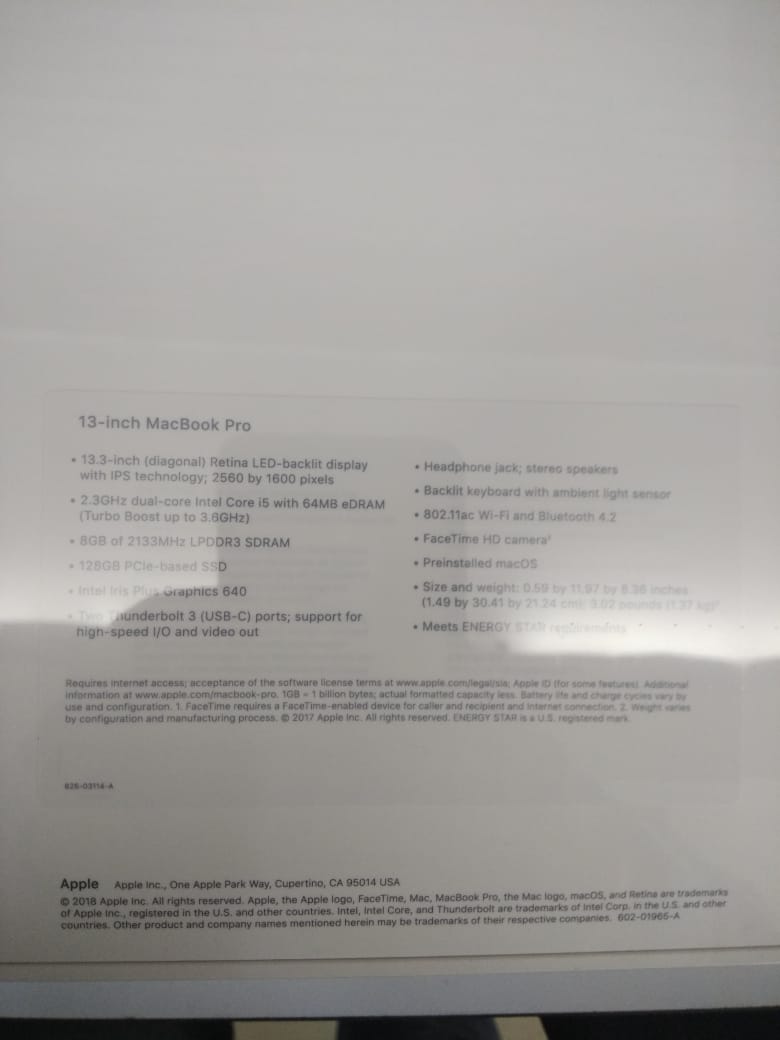 13-inch MacBook Pro
• 13.3-inch (diagonal) Retina LED-backlit display
with IPS technology; 2560 by 1600 pixels
• 2.3GHz dual-core Intel Core i5 with 64MB eDRAM
(Turbo Boost up to 3.6GHz)
• 8GB of 2133MHz LPDDR3 SDRAM
• 128GB PCIe-based SSD
• Intel Iris Plus Graphics 640
• Two Thunderbolt 3 (USB-C) ports; support for
high-speed I/O and video out
• Headphone jack; stereo speakers
• Backlit keyboard with ambient light sensor
• 802.11ac Wi-Fi and Bluetooth 4.2
• FaceTime HD camera¹
• Preinstalled macOS
• Size and weight: 0.59 by 11.97 by 8.36 inches
(1.49 by 30.41 by 21.24 cm); 3.02 pounds (1.37 kg)²
• Meets ENERGY STAR requirements
Requires internet access; acceptance of the software license terms at www.apple.com/legal/sla; Apple ID (for some features). Additional
information at www.apple.com/macbook-pro. 1GB = 1 billion bytes; actual formatted capacity less. Battery life and charge cycles vary by
use and configuration. 1. FaceTime requires a FaceTime-enabled device for caller and recipient and Internet connection. 2. Weight varies
by configuration and manufacturing process. © 2017 Apple Inc. All rights reserved. ENERGY STAR is a U.S. registered mark.
826-03114-A
Apple Apple Inc., One Apple Park Way, Cupertino, CA 95014 USA
© 2018 Apple Inc. All rights reserved. Apple, the Apple logo, FaceTime, Mac, MacBook Pro, the Mac logo, macOS, and Retina are trademarks
of Apple Inc., registered in the U.S. and other countries. Intel, Intel Core, and Thunderbolt are trademarks of Intel Corp. in the U.S. and other
countries. Other product and company names mentioned herein may be trademarks of their respective companies. 602-01965-A